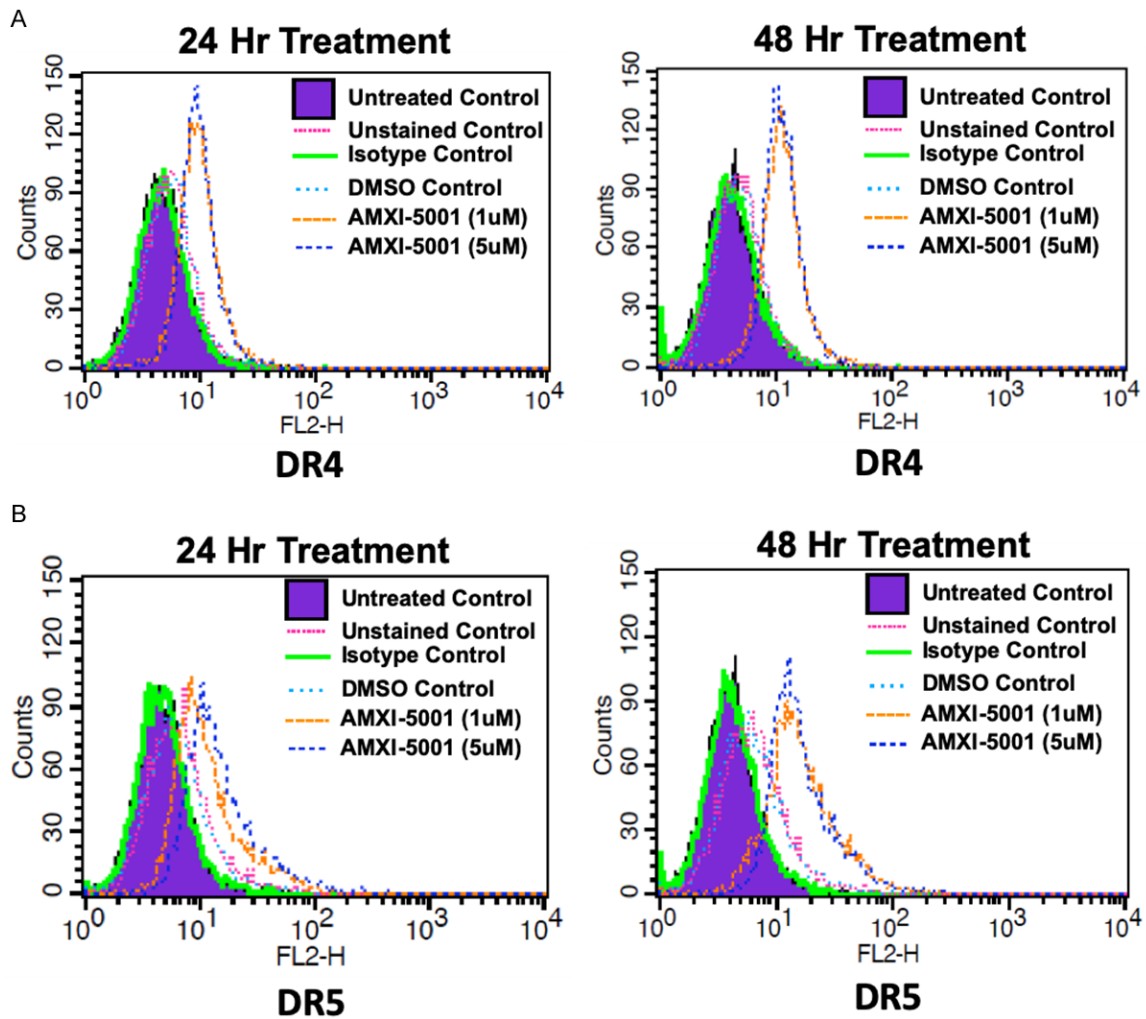 A
24 Hr Treatment
150
120
90
60
30
0
Counts
Untreated Control
Unstained Control
Isotype Control
DMSO Control
AMXI-5001 (1uM)
AMXI-5001 (5uM)
10^0 10^1 10^2 10^3 10^4
FL2-H
DR4
48 Hr Treatment
150
120
90
60
30
0
Counts
Untreated Control
Unstained Control
Isotype Control
DMSO Control
AMXI-5001 (1uM)
AMXI-5001 (5uM)
10^0 10^1 10^2 10^3 10^4
FL2-H
DR4
B
24 Hr Treatment
150
120
90
60
30
0
Counts
Untreated Control
Unstained Control
Isotype Control
DMSO Control
AMXI-5001 (1uM)
AMXI-5001 (5uM)
10^0 10^1 10^2 10^3 10^4
FL2-H
DR5
48 Hr Treatment
150
120
90
60
30
0
Counts
Untreated Control
Unstained Control
Isotype Control
DMSO Control
AMXI-5001 (1uM)
AMXI-5001 (5uM)
10^0 10^1 10^2 10^3 10^4
FL2-H
DR5